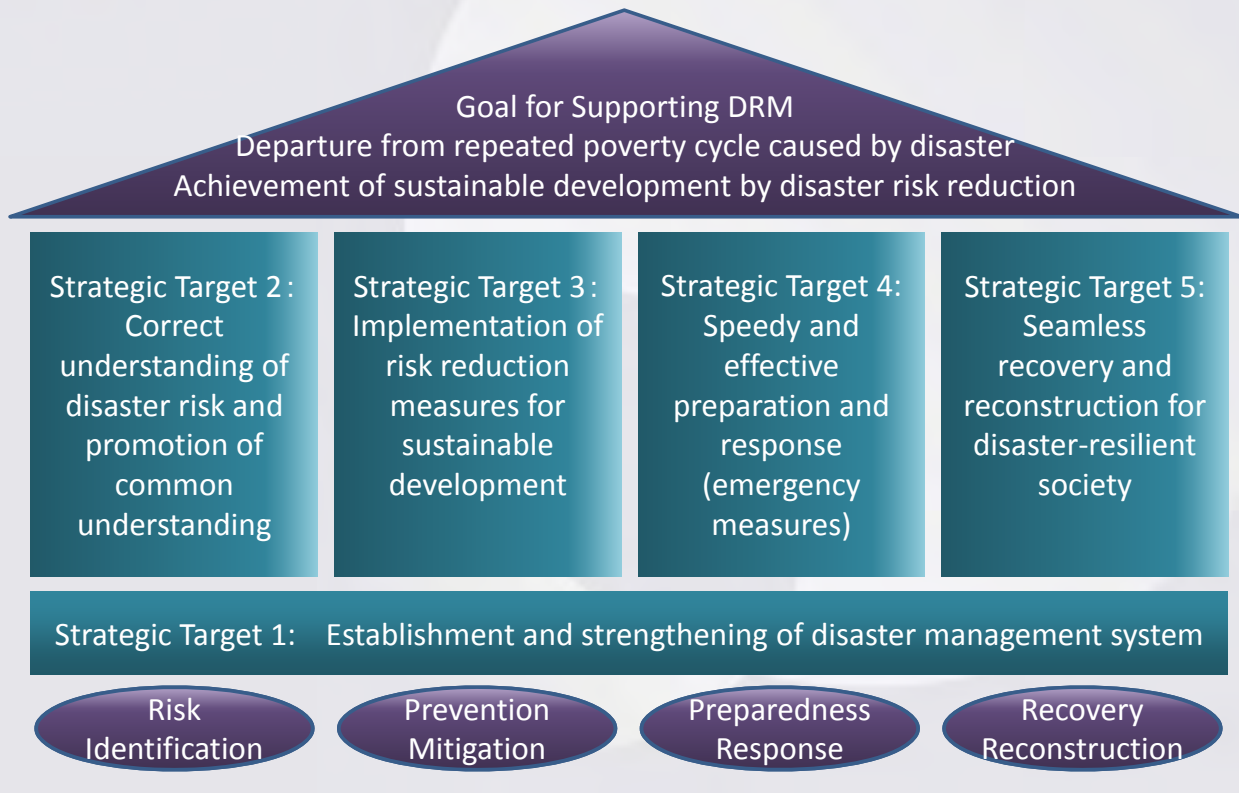 Goal for Supporting DRM
Departure from repeated poverty cycle caused by disaster
Achievement of sustainable development by disaster risk reduction
Strategic Target 2:
Correct
understanding of
disaster risk and
promotion of
common
understanding
Strategic Target 3:
Implementation of
risk reduction
measures for
sustainable
development
Strategic Target 4:
Speedy and
effective
preparation and
response
(emergency
measures)
Strategic Target 5:
Seamless
recovery and
reconstruction for
disaster-resilient
society
Strategic Target 1: Establishment and strengthening of disaster management system
Risk
Identification
Prevention
Mitigation
Preparedness
Response
Recovery
Reconstruction